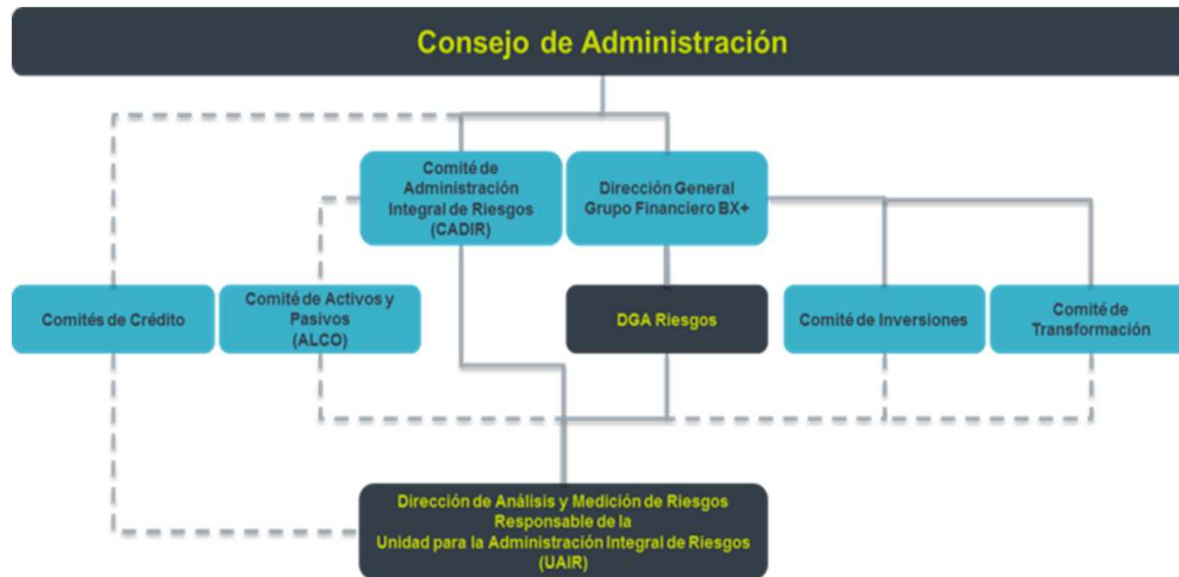 Consejo de Administración
Comité de
Administración
Integral de Riesgos
(CADIR)
Dirección General
Grupo Financiero BX+
Comités de Crédito
Comité de Activos y
Pasivos
(ALCO)
DGA Riesgos
Comité de Inversiones
Comité de
Transformación
Dirección de Análisis y Medición de Riesgos
Responsable de la
Unidad para la Administración Integral de Riesgos
(UAIR)